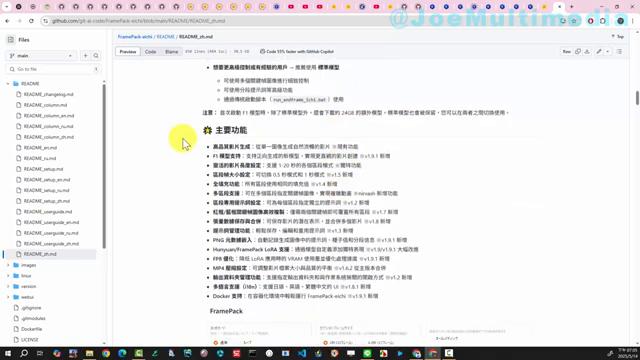 github.com/git-ai-code/FramePack-eichi/blob/main/README/README_zh.md
@JoeMultimedia
Files
FramePack-eichi / README / README_zh.md
Top
main
Preview
Code
Blame
Code 55% faster with GitHub Copilot
Raw
Go to file
README
README_changelog.md
README_column.md
README_column_en.md
README_column_ru.md
README_column_zh.md
README_en.md
README_ru.md
README_setup.md
README_setup_en.md
README_setup_ru.md
README_setup_zh.md
README_userguide.md
README_userguide_en.md
README_userguide_ru.md
README_userguide_zh.md
README_zh.md
images
linux
version
webui
.gitignore
.gitmodules
Dockerfile
LICENSE
想要更高級控制或有經驗的用戶 → 推薦使用 標準模型
可使用多個關鍵幀圖像進行細致控制
可使用分段提示詞等高級功能
通過傳統啟動腳本 ( run_endframe_ichi.bat ) 使用
注意： 首次啟動 F1 模型時，除了標準模型外，還會下載約 24GB 的額外模型。標準模型也會被保留，您可以在兩者之間切換使用。
主要功能
高品質影片生成：從單一圖像生成自然流暢的影片 ※現有功能
F1 模型支持：支持正向生成的新模型，實現更直觀的影片創建 ※v1.9.1 新增
靈活的影片長度設定：支援 1-20 秒的各個區段模式 ※獨特功能
區段幀大小設定：可切換 0.5 秒模式和 1 秒模式 ※v1.5 新增
全填充功能：所有區段使用相同的填充值 ※v1.4 新增
多區段支援：可在多個區段指定關鍵幀圖像，實現複雜動畫 ※nirvash 新增功能
區段專用提示詞設定：可為每個區段指定獨立的提示詞 ※v1.2 新增
紅框/藍框關鍵幀圖像高效複製：僅需兩個關鍵幀即可覆蓋所有區段 ※v1.7 新增
張量數據保存與合併：可保存影片的潛在表示，並合併多個影片 ※v1.8 新增
提示詞管理功能：輕鬆保存、編輯和重用提示詞 ※v1.3 新增
PNG 元數據嵌入：自動記錄生成圖像中的提示詞、種子值和分段信息 ※v1.9.1 新增
Hunyuan/FramePack LoRA 支援：通過模型自定義添加獨特表現 ※v1.9/v1.9.1 大幅改進
FP8 優化：降低 LoRA 應用時的 VRAM 使用量並優化處理速度 ※v1.9.1 新增
MP4 壓縮設定：可調整影片檔案大小與品質的平衡 ※v1.6.2 從主版本合併
輸出資料夾管理功能：支援指定輸出資料夾和與作業系統無關的開啟方式 ※v1.2 新增
多語言支援 (i18n)：支援日語、英語、繁體中文的 UI ※v1.8.1 新增
Docker 支持：在容器化環境中輕鬆運行 FramePack-eichi ※v1.9.1 新增
FramePack
2025/5/14